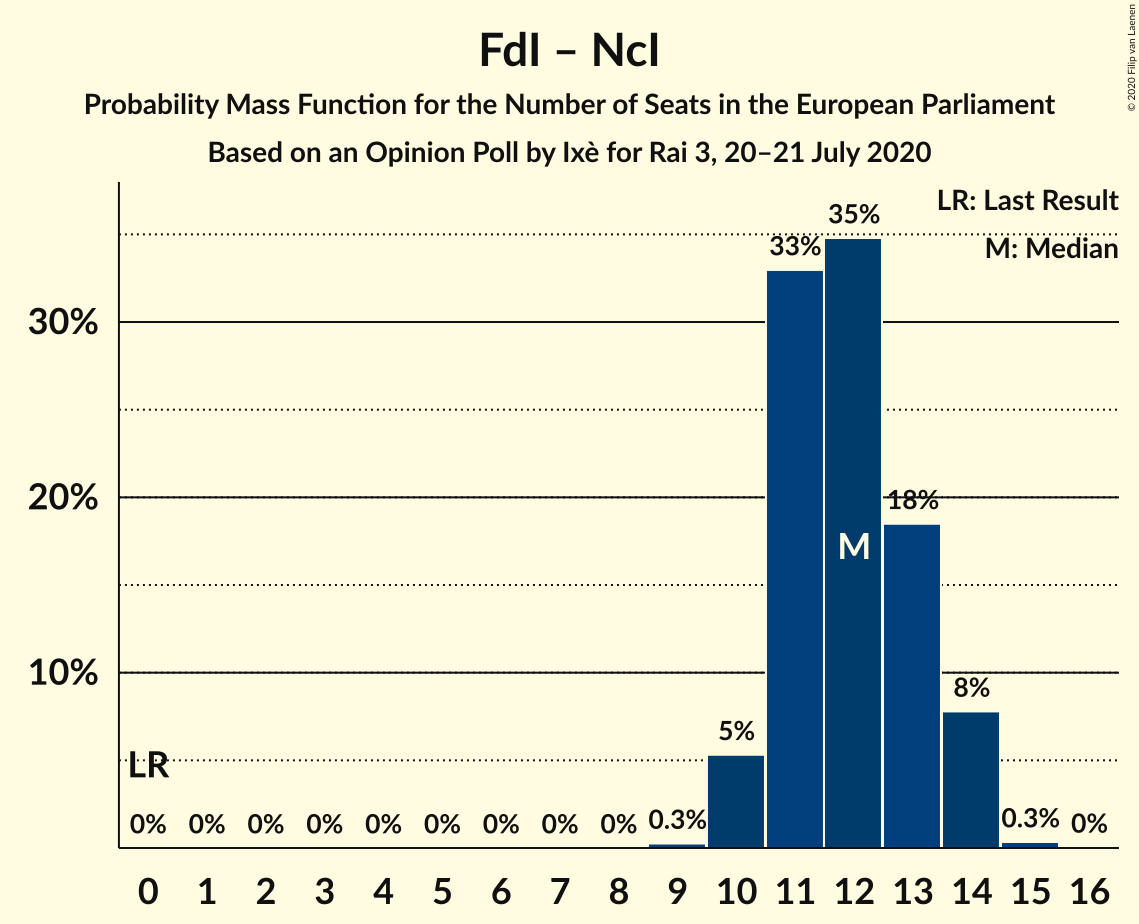 FdI – NcI
Probability Mass Function for the Number of Seats in the European Parliament
Based on an Opinion Poll by Ixè for Rai 3, 20–21 July 2020
© 2020 Filip van Laenen
LR: Last Result
M: Median
35%
33%
30%
20%
18%
M
10%
8%
5%
LR
0% 0% 0% 0% 0% 0% 0% 0% 0% 0.3% 0.3% 0%
0 1 2 3 4 5 6 7 8 9 10 11 12 13 14 15 16